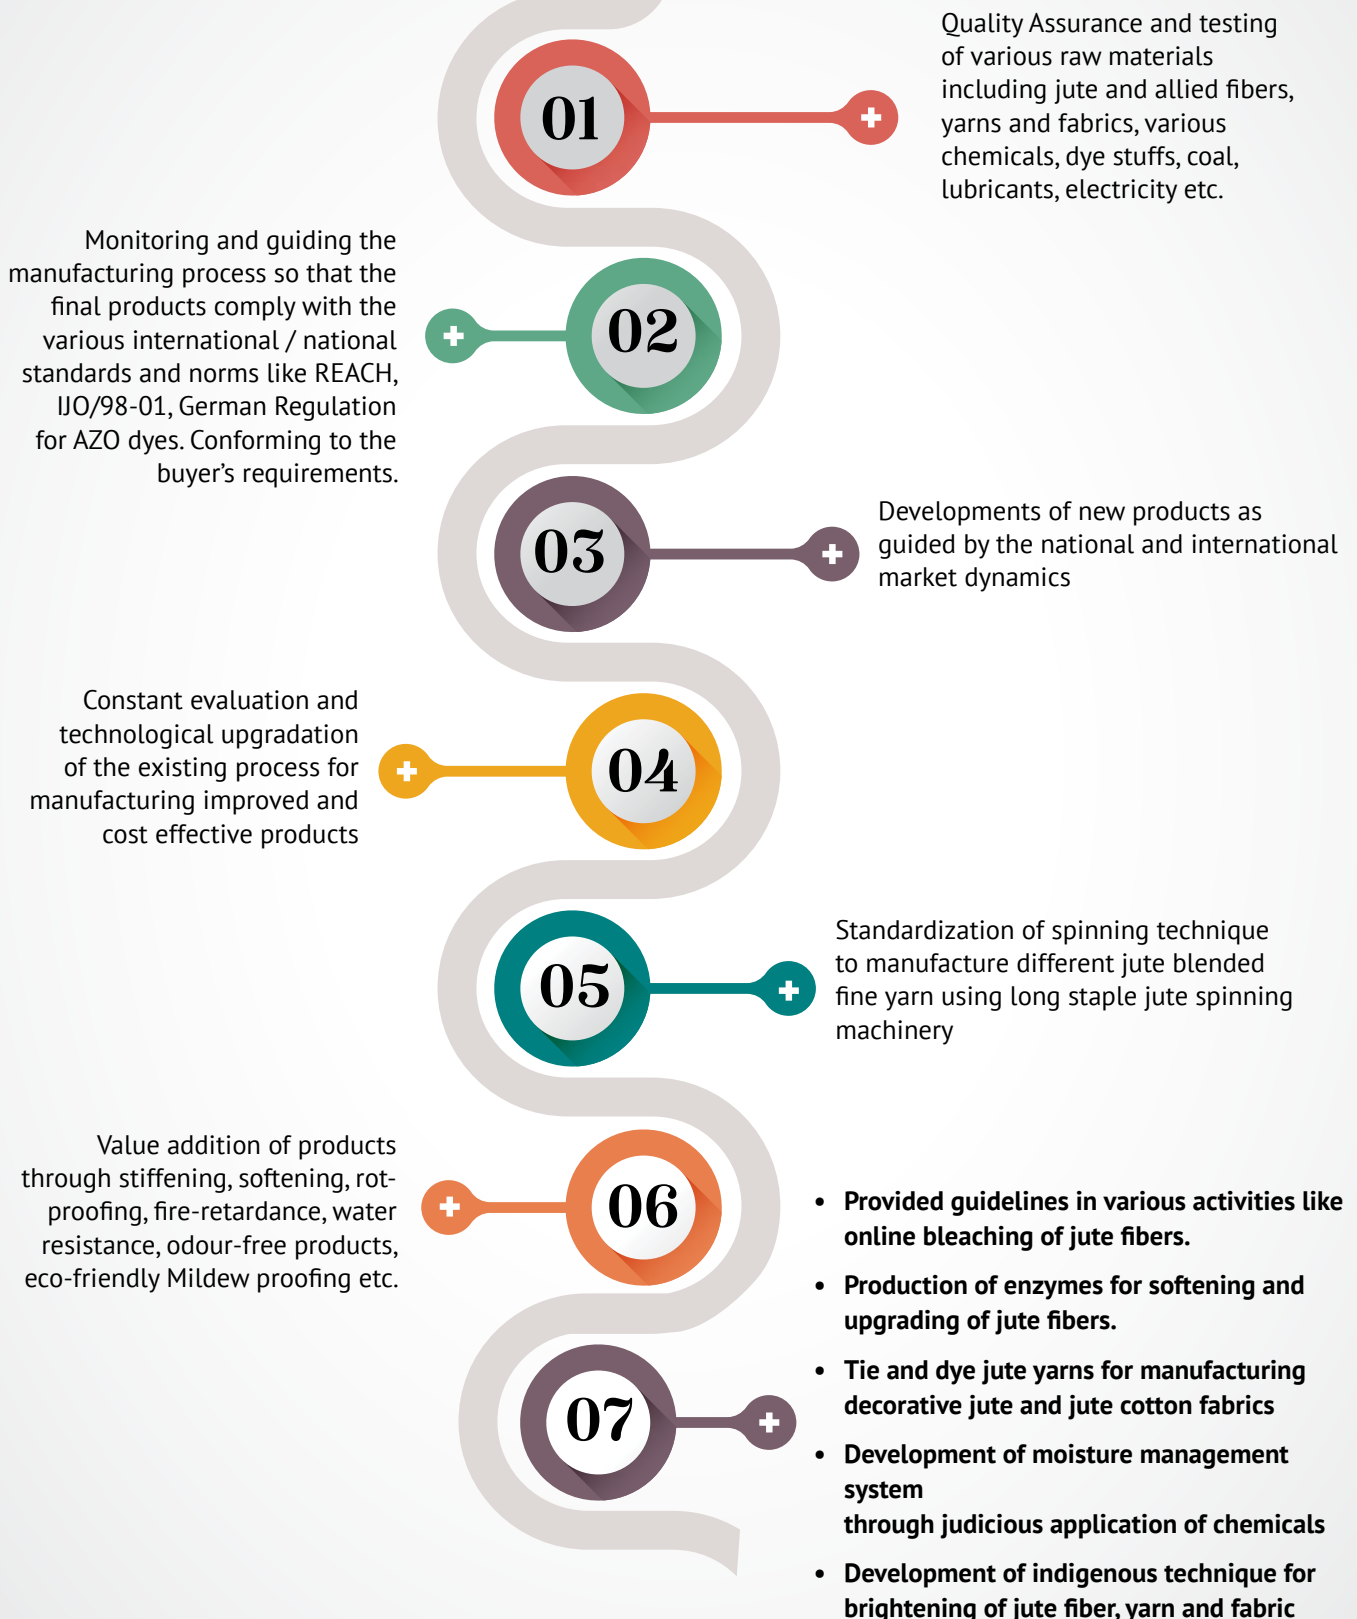 01
Quality Assurance and testing
of various raw materials
including jute and allied fibers,
yarns and fabrics, various
chemicals, dye stuffs, coal,
lubricants, electricity etc.
Monitoring and guiding the
manufacturing process so that the
final products comply with the
various international / national
standards and norms like REACH,
IJO/98-01, German Regulation
for AZO dyes. Conforming to the
buyer’s requirements.
02
03
Developments of new products as
guided by the national and international
market dynamics
Constant evaluation and
technological upgradation
of the existing process for
manufacturing improved and
cost effective products
04
05
Standardization of spinning technique
to manufacture different jute blended
fine yarn using long staple jute spinning
machinery
Value addition of products
through stiffening, softening, rot-
proofing, fire-retardance, water
resistance, odour-free products,
eco-friendly Mildew proofing etc.
06
07
• Provided guidelines in various activities like
online bleaching of jute fibers.
• Production of enzymes for softening and
upgrading of jute fibers.
• Tie and dye jute yarns for manufacturing
decorative jute and jute cotton fabrics
• Development of moisture management
system
through judicious application of chemicals
• Development of indigenous technique for
brightening of jute fiber, yarn and fabric